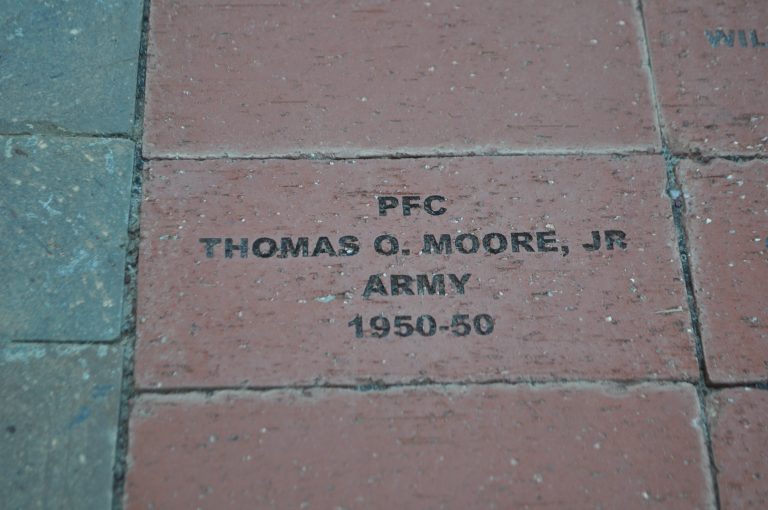 PFC
THOMAS O. MOORE, JR
ARMY
1950-50